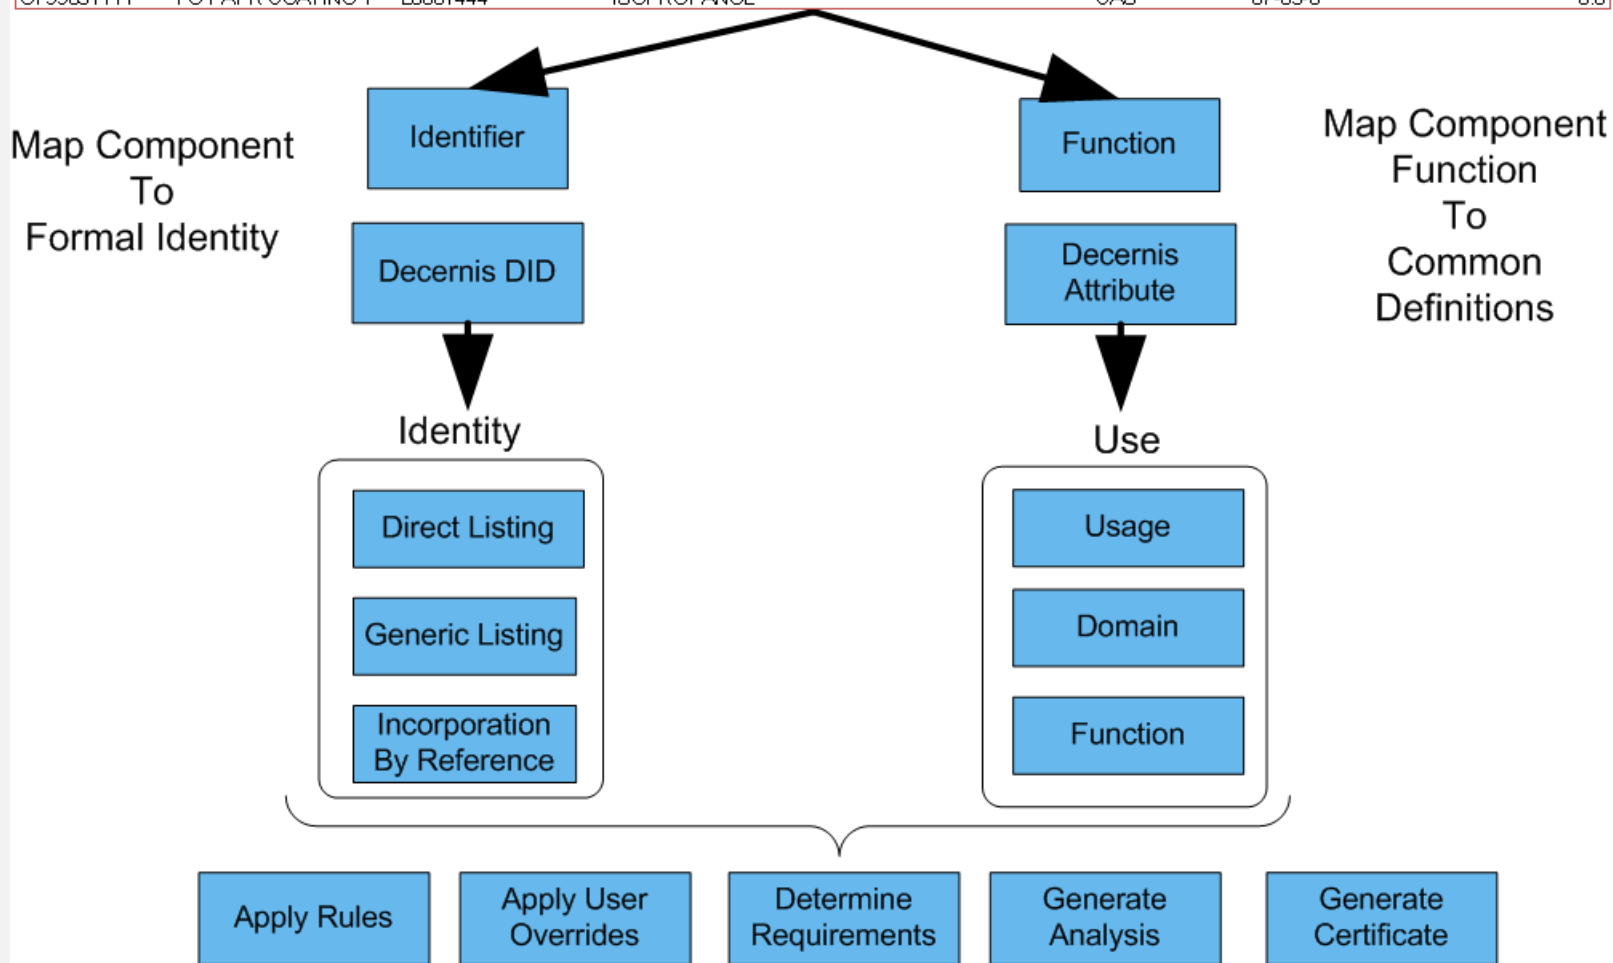 Identifier
Function
Map Component
To
Formal Identity
Map Component
Function
To
Common
Definitions
Decernis DID
Decernis
Attribute
Identity
Use
Direct Listing
Generic Listing
Incorporation
By Reference
Usage
Domain
Function
Apply Rules
Apply User
Overrides
Determine
Requirements
Generate
Analysis
Generate
Certificate